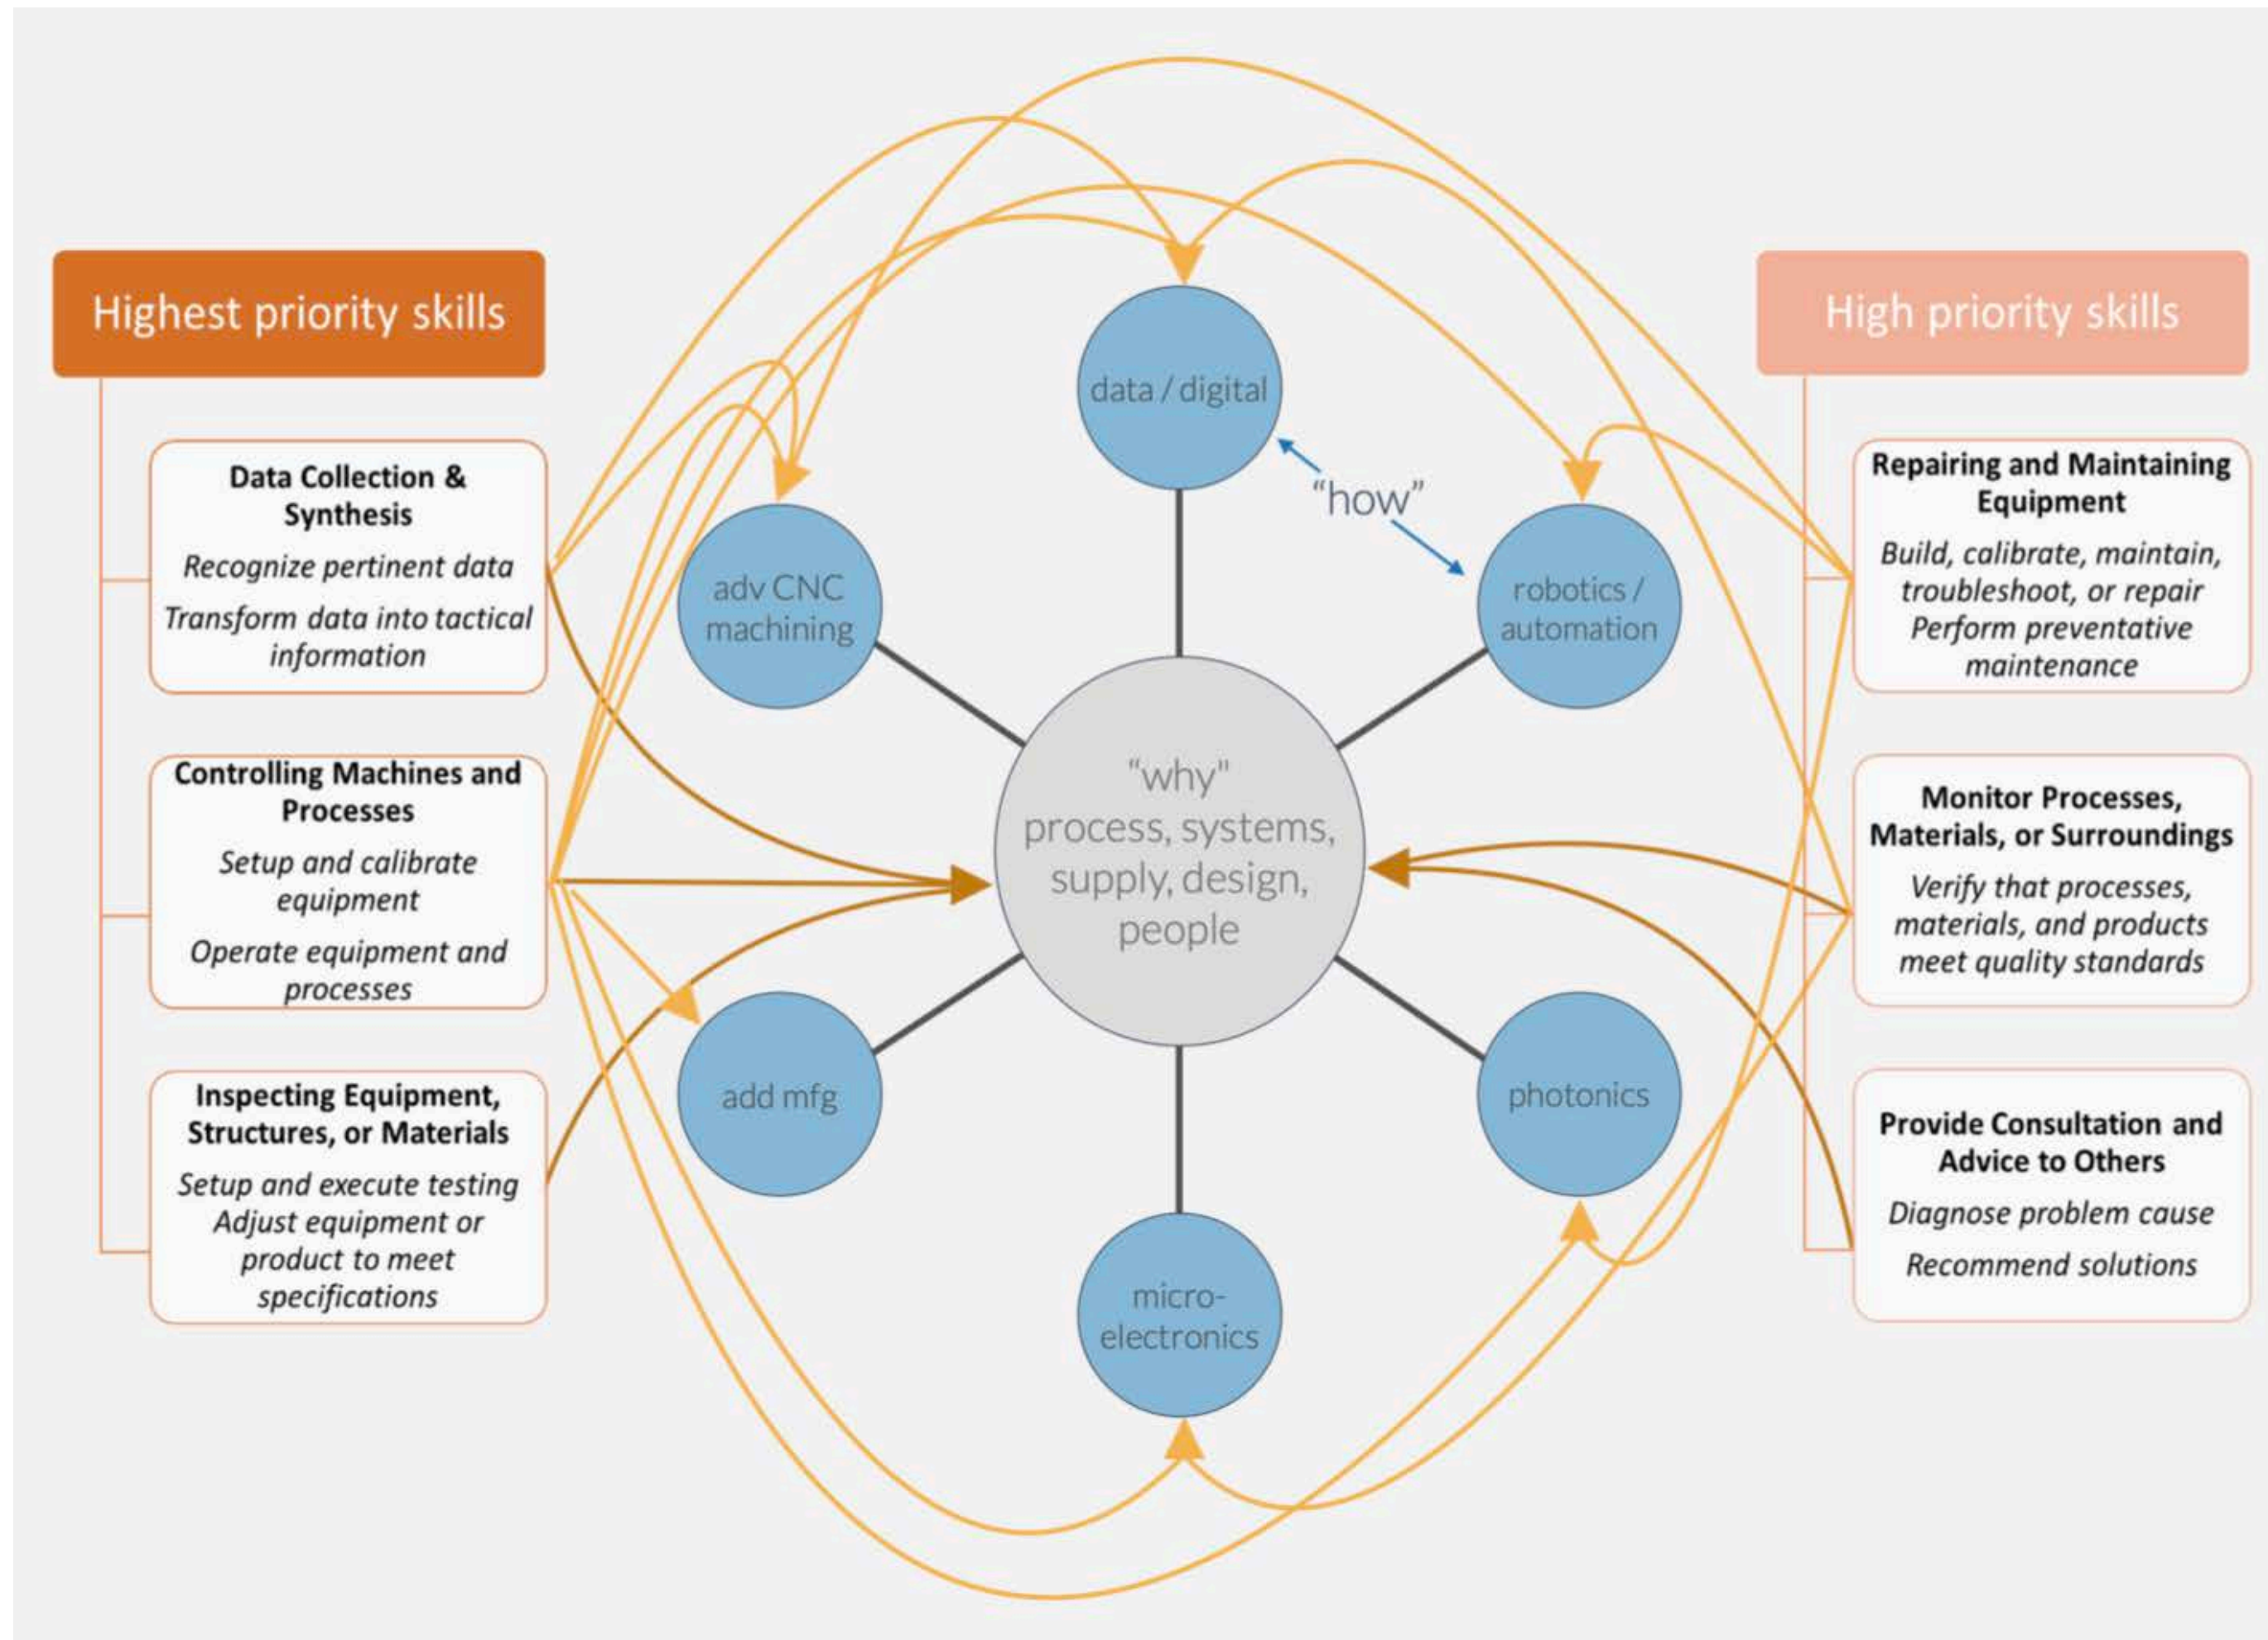 Highest priority skills
Data Collection &
Synthesis
Recognize pertinent data
Transform data into tactical
information
Controlling Machines and
Processes
Setup and calibrate
equipment
Operate equipment and
processes
Inspecting Equipment,
Structures, or Materials
Setup and execute testing
Adjust equipment or
product to meet
specifications
data / digital
"how"
adv CNC
machining
robotics /
automation
“why"
process, systems,
supply, design,
people
add mfg
photonics
micro-
electronics
High priority skills
Repairing and Maintaining
Equipment
Build, calibrate, maintain,
troubleshoot, or repair
Perform preventative
maintenance
Monitor Processes,
Materials, or Surroundings
Verify that processes,
materials, and products
meet quality standards
Provide Consultation and
Advice to Others
Diagnose problem cause
Recommend solutions